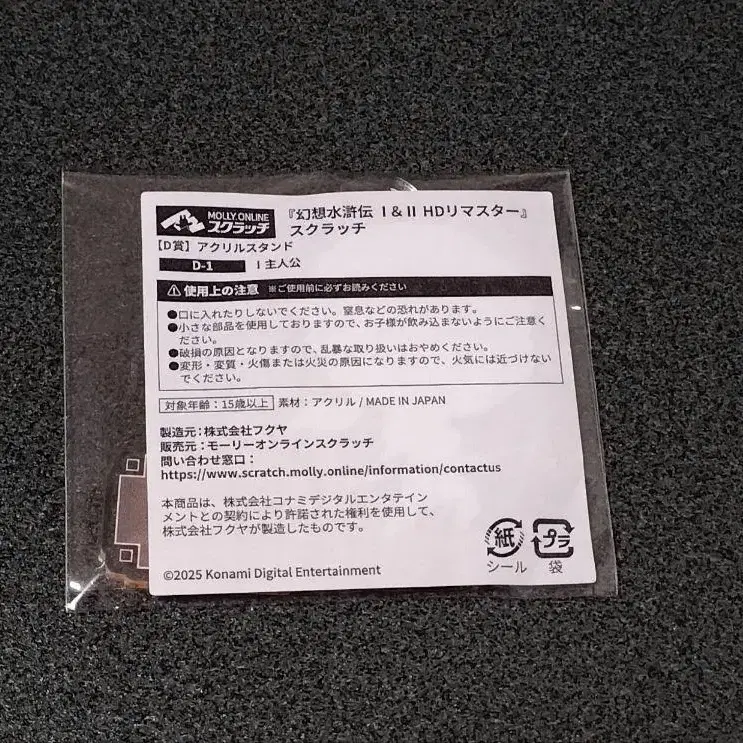 MOLLY.ONLINE
スクラッチ
『幻想水滸伝 I&II HDリマスター』
スクラッチ
【D賞】アクリルスタンド
D-1 I 主人公
⚠使用上の注意 ※ご使用前に必ずお読みください
●口に入れたりしないでください。窒息などの恐れがあります。
●小さな部品を使用しておりますので、お子様が飲み込まないようにご注意く
ださい。
●破損の原因となりますので、乱暴な取り扱いはおやめください。
●変形・変質・火傷または火災の原因になりますので、火気には近づけない
でください。
対象年齢:15歳以上 素材:アクリル / MADE IN JAPAN
製造元:株式会社フクヤ
販売元:モーリーオンラインスクラッチ
問い合わせ窓口:
https://www.scratch.molly.online/information/contactus
本商品は、株式会社コナミデジタルエンタテイン
メントとの契約により許諾された権利を使用して、
株式会社フクヤが製造したものです。
紙 プラ
シール 袋
©2025 Konami Digital Entertainment